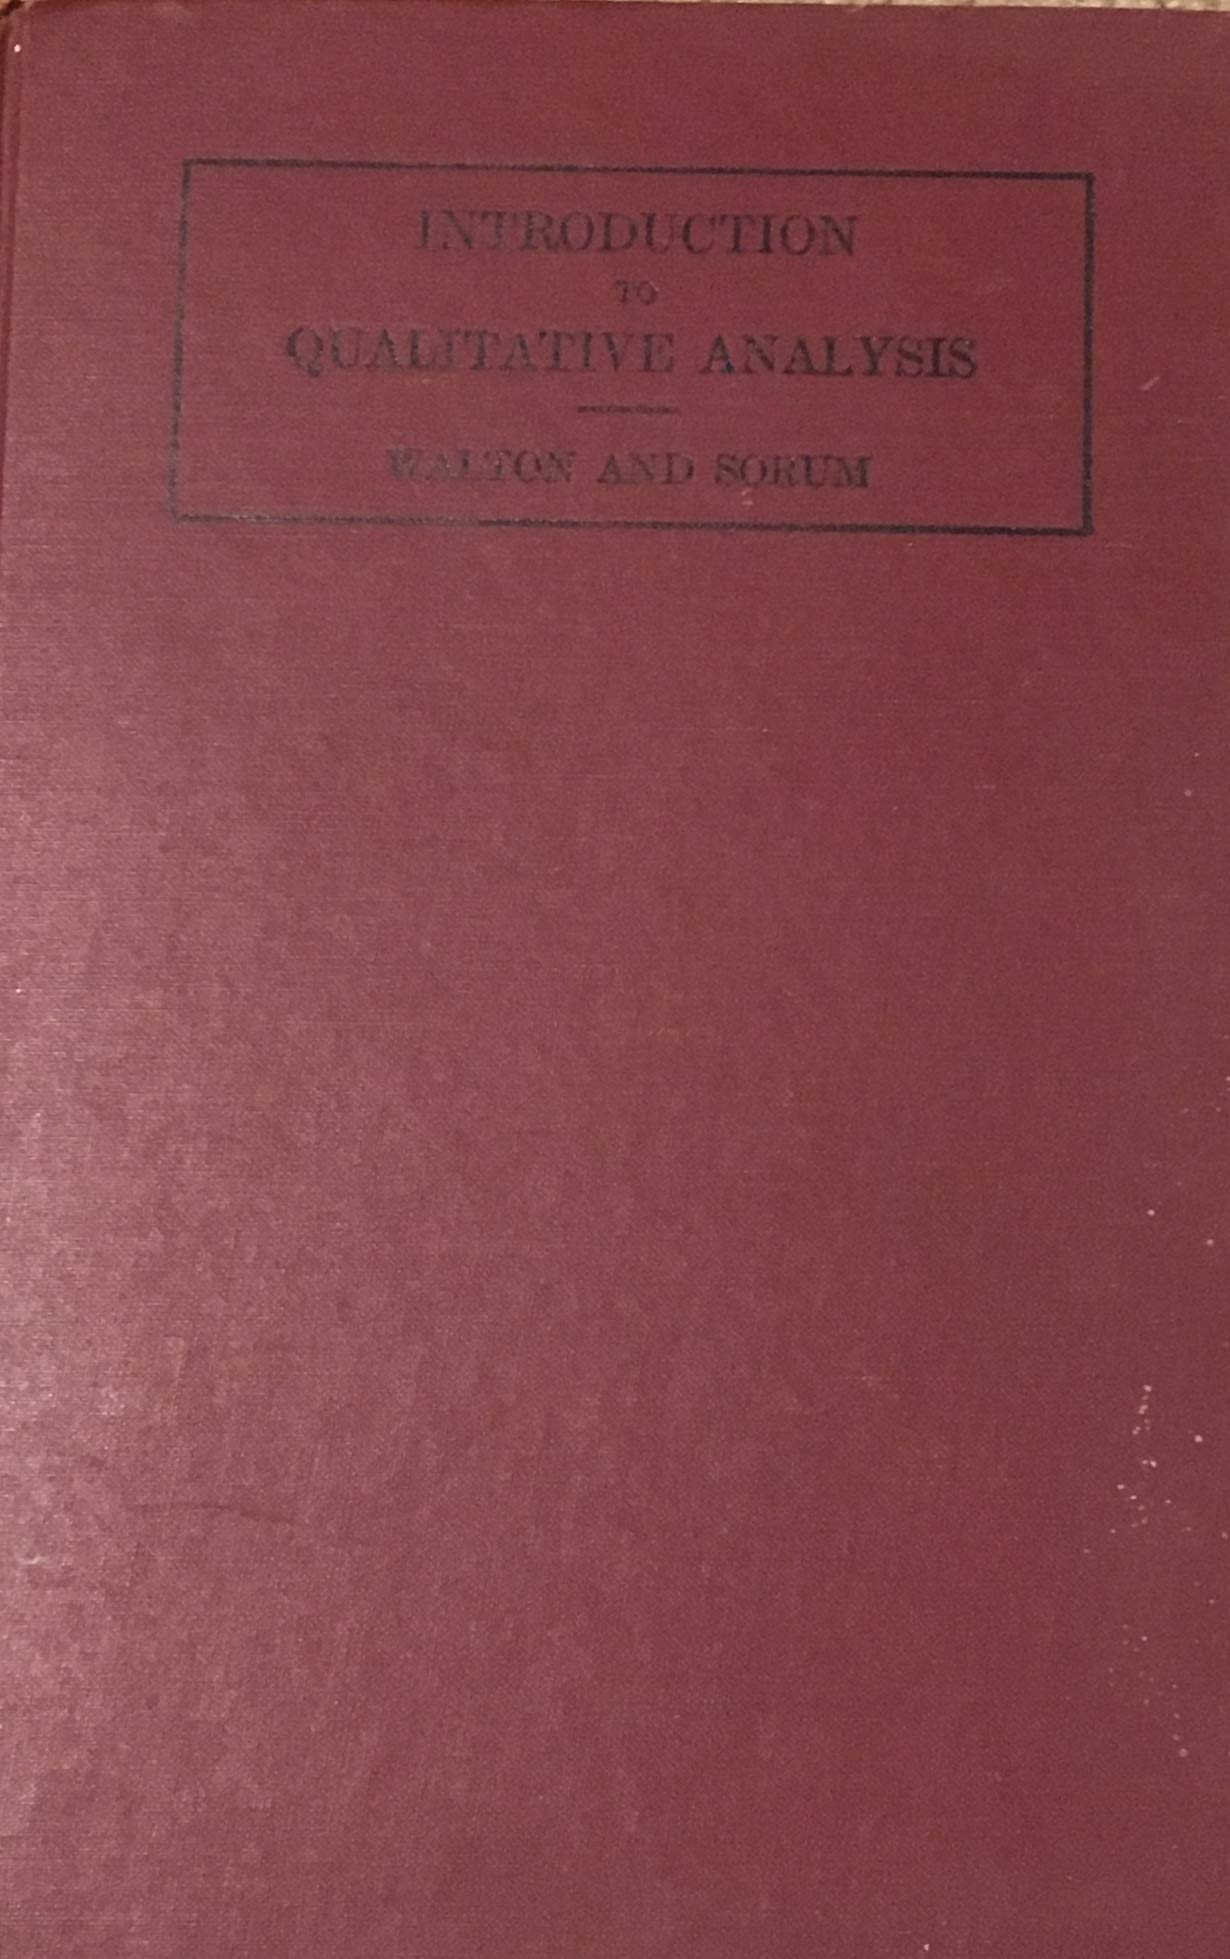 INTRODUCTION
TO
QUALITATIVE ANALYSIS
WALTON AND SORUM